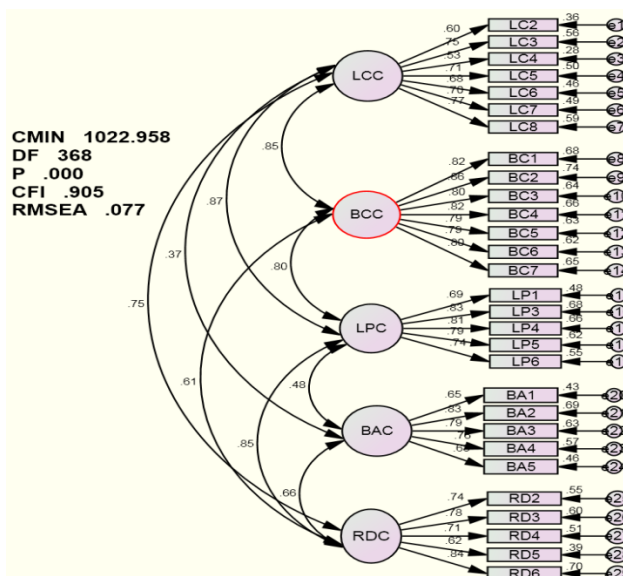 .60 LC2 .36
.75 LC3 .56
.53 LC4 .28
LCC .71 LC5 .50
.68 LC6 .46
.70 LC7 .49
.77 LC8 .59
CMIN 1022.958
DF 368
P .000
CFI .905
RMSEA .077
.85
.82 BC1 .68
.86 BC2 .74
.80 BC3 .64
BCC .82 BC4 .66
.79 BC5 .63
.79 BC6 .62
BC7 .65
.87
.37
.80
.75
.69 LP1 .48
.83 LP3 .68
LPC .81 LP4 .66
.79 LP5 .62
.74 LP6 .55
.61
.48
.65 BA1 .43
.83 BA2 .69
BAC .79 BA3 .63
BA4 .57
BA5 .46
.85
.66
.74 RD2 .55
.78 RD3 .60
RDC .71 RD4 .51
.62 RD5 .39
.84 RD6 .70